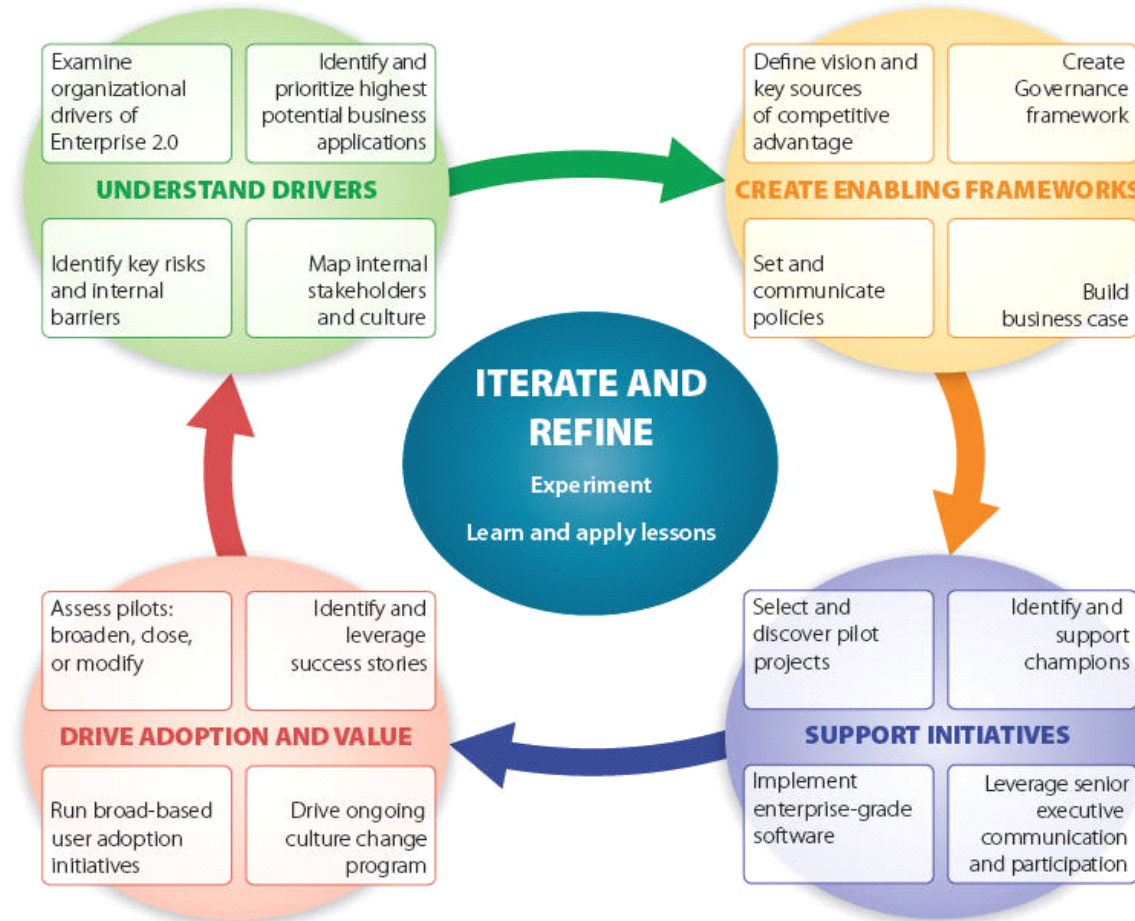 Examine
organizational
drivers of
Enterprise 2.0
Identify and
prioritize highest
potential business
applications
UNDERSTAND DRIVERS
Identify key risks
and internal
barriers
Map internal
stakeholders
and culture
Define vision and
key sources
of competitive
advantage
Create
Governance
framework
CREATE ENABLING FRAMEWORKS
Set and
communicate
policies
Build
business case
ITERATE AND
REFINE
Experiment
Learn and apply lessons
Assess pilots:
broaden, close,
or modify
Identify and
leverage
success stories
DRIVE ADOPTION AND VALUE
Run broad-based
user adoption
initiatives
Drive ongoing
culture change
program
Select and
discover pilot
projects
Identify and
support
champions
SUPPORT INITIATIVES
Implement
enterprise-grade
software
Leverage senior
executive
communication
and participation